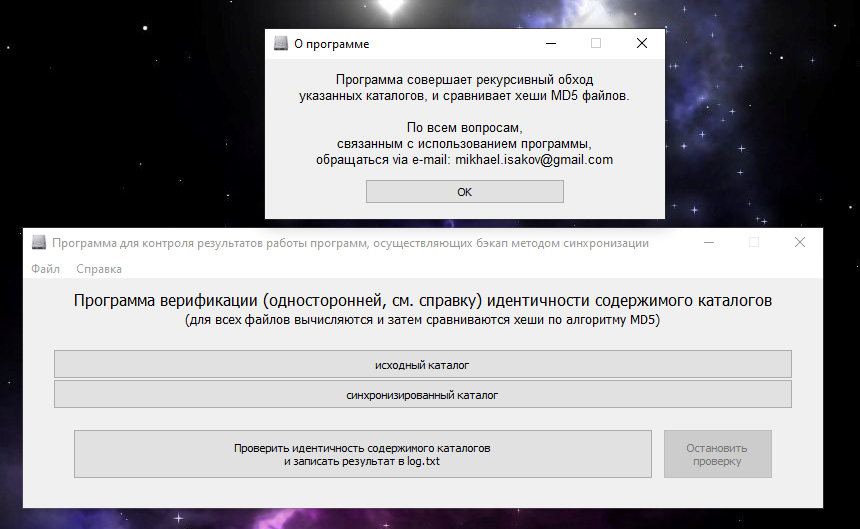 О программе
Программа совершает рекурсивный обход
указанных каталогов, и сравнивает хеши MD5 файлов.
По всем вопросам,
связанным с использованием программы,
обращаться via e-mail: mikhael.isakov@gmail.com
OK
Программа для контроля результатов работы программ, осуществляющих бэкап методом синхронизации
Файл Справка
Программа верификации (односторонней, см. справку) идентичности содержимого каталогов
(для всех файлов вычисляются и затем сравниваются хеши по алгоритму MD5)
исходный каталог
синхронизированный каталог
Проверить идентичность содержимого каталогов
и записать результат в log.txt
Остановить
проверку